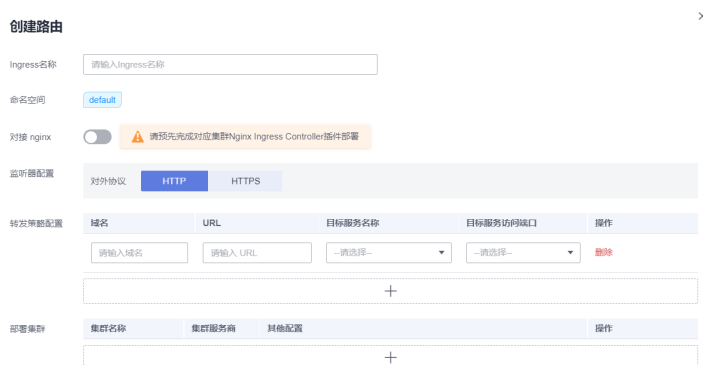 创建路由
Ingress名称 请输入Ingress名称
命名空间 default
对接 nginx 请预先完成对应集群Nginx Ingress Controller插件部署
监听器配置 对外协议 HTTP HTTPS
转发策略配置 域名 URL 目标服务名称 目标服务访问端口 操作
请输入域名 请输入 URL --请选择-- --请选择-- 删除
部署集群 集群名称 集群服务商 其他配置 操作